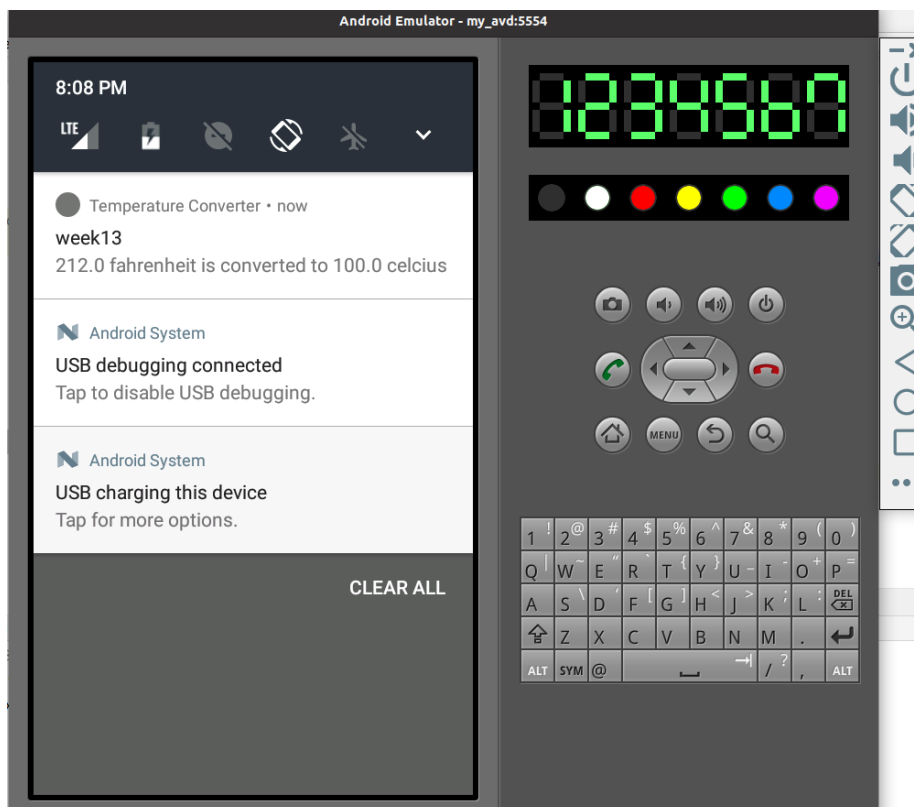 Android Emulator - my_avd:5554
8:08 PM
LTE
Temperature Converter • now
week13
212.0 fahrenheit is converted to 100.0 celcius
Android System
USB debugging connected
Tap to disable USB debugging.
Android System
USB charging this device
Tap for more options.
CLEAR ALL
1234567
MENU
1 ! 2 @ 3 # 4 $ 5 % 6 ^ 7 & 8 * 9 ( 0 )
Q | W ~ E " R ` T { Y } U _ I - O + P =
A S \ D ' F [ G ] H < J > K ; L : DEL
Z X C V B N M .
ALT SYM @ / ? , ALT